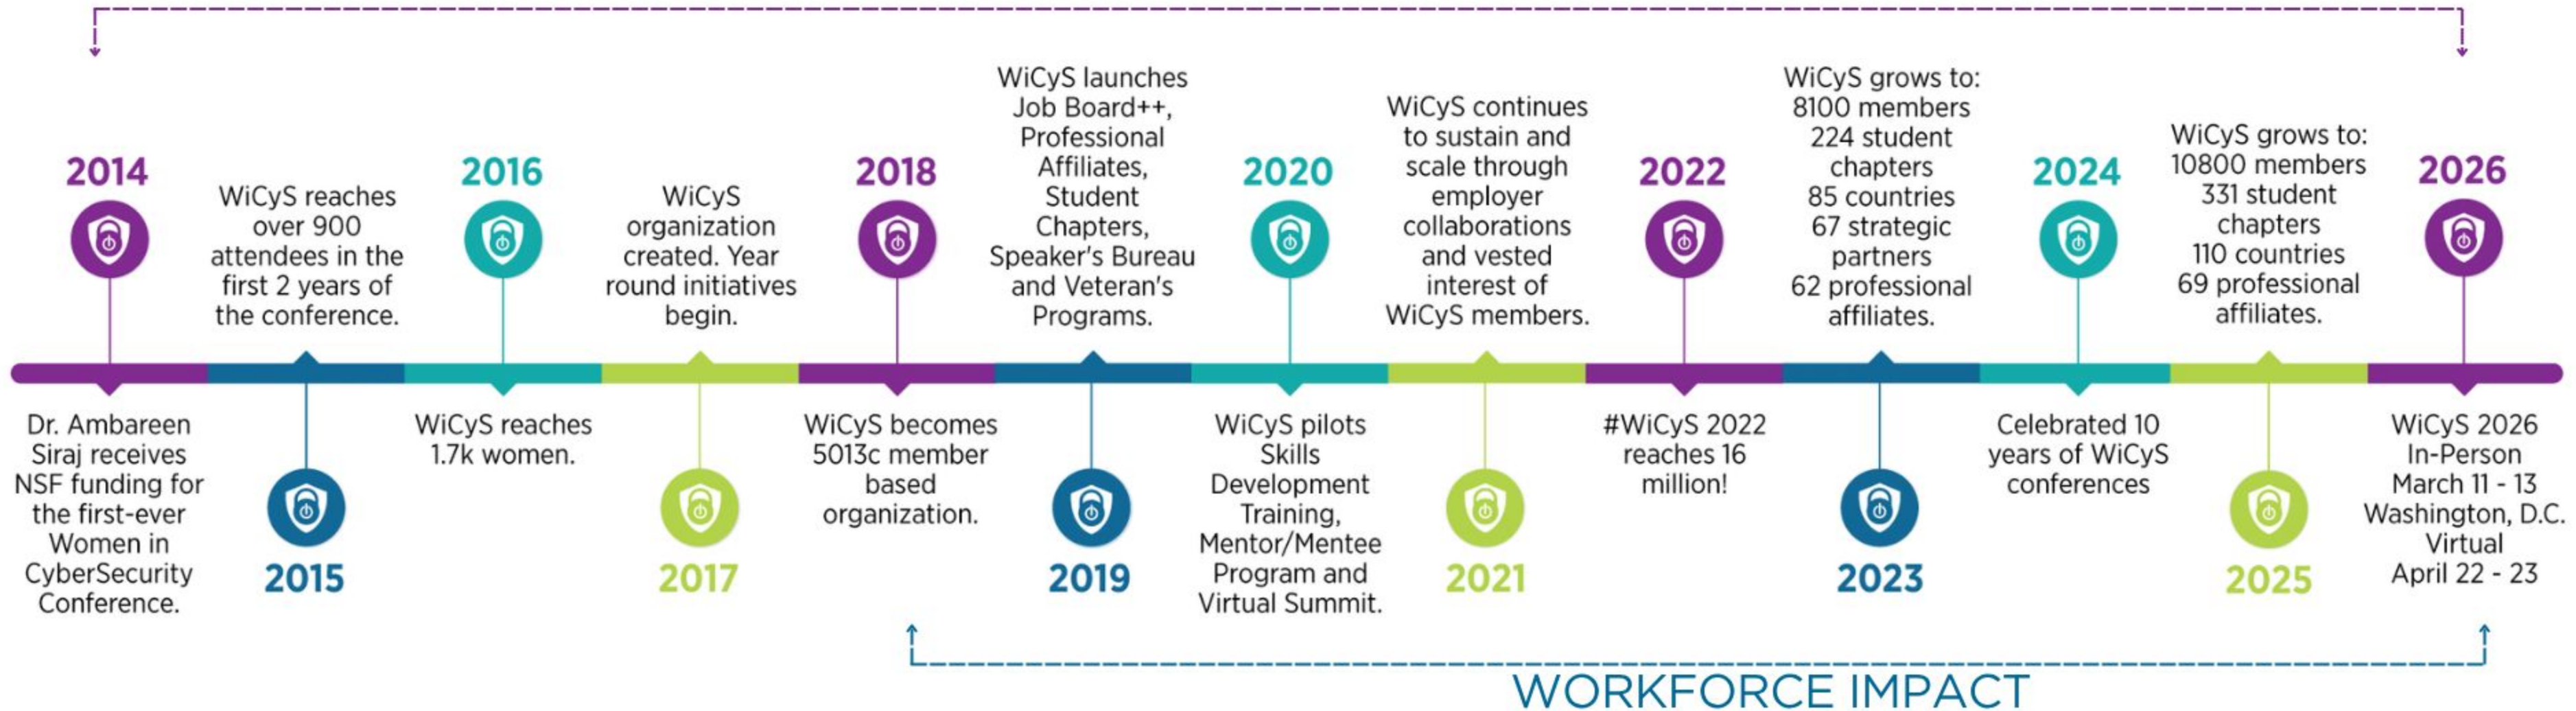 2014
Dr. Ambareen
Siraj receives
NSF funding for
the first-ever
Women in
CyberSecurity
Conference.
WiCyS reaches
over 900
attendees in the
first 2 years of
the conference.
2015
2016
WiCyS reaches
1.7k women.
WiCyS
organization
created. Year
round initiatives
begin.
2017
2018
WiCyS becomes
5013c member
based
organization.
WiCyS launches
Job Board++,
Professional
Affiliates,
Student
Chapters,
Speaker's Bureau
and Veteran's
Programs.
2019
2020
WiCyS pilots
Skills
Development
Training,
Mentor/Mentee
Program and
Virtual Summit.
WiCyS continues
to sustain and
scale through
employer
collaborations
and vested
interest of
WiCyS members.
2021
2022
#WiCyS 2022
reaches 16
million!
WiCyS grows to:
8100 members
224 student
chapters
85 countries
67 strategic
partners
62 professional
affiliates.
2023
2024
Celebrated 10
years of WiCyS
conferences
WiCyS grows to:
10800 members
331 student
chapters
110 countries
69 professional
affiliates.
2025
2026
WiCyS 2026
In-Person
March 11 - 13
Washington, D.C.
Virtual
April 22 - 23
WORKFORCE IMPACT